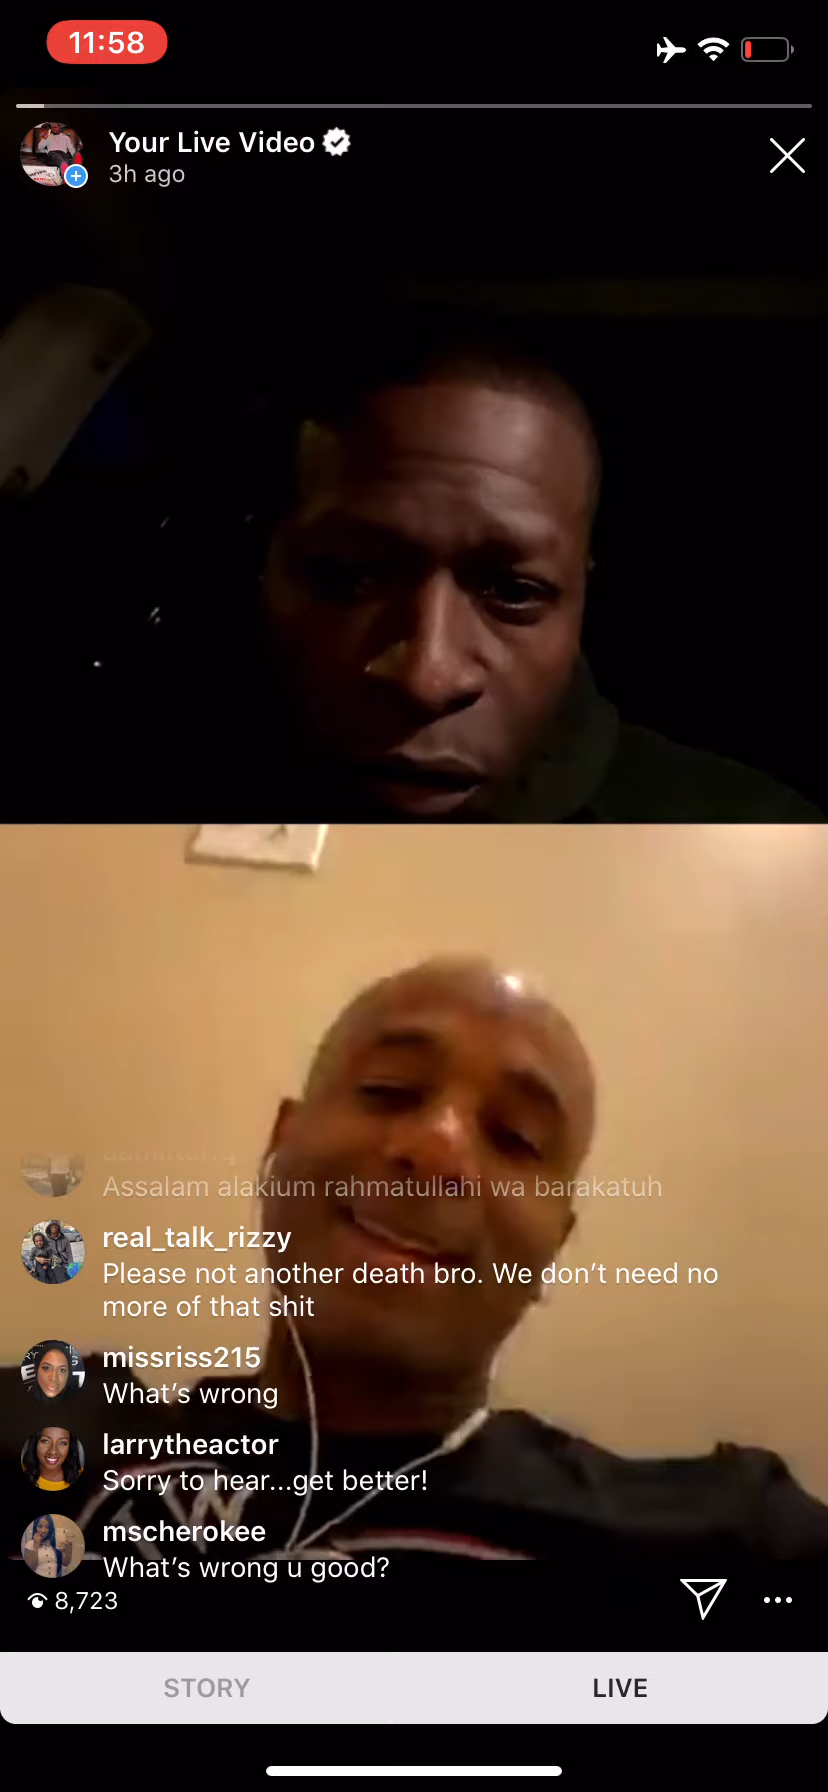 11:58
Your Live Video
3h ago
Assalam alakium rahmatullahi wa barakatuh
real_talk_rizzy
Please not another death bro. We don’t need no
more of that shit
missriss215
What’s wrong
larrytheactor
Sorry to hear...get better!
mscherokee
What’s wrong u good?
8,723
STORY
LIVE